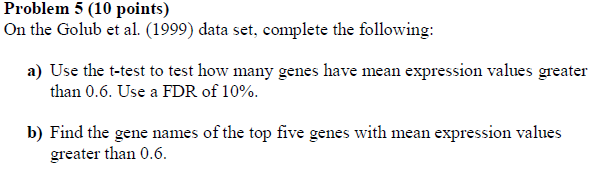 Problem 5 (10 points)
On the Golub et al. (1999) data set, complete the following:
a) Use the t-test to test how many genes have mean expression values greater
than 0.6. Use a FDR of 10%.
b) Find the gene names of the top five genes with mean expression values
greater than 0.6.